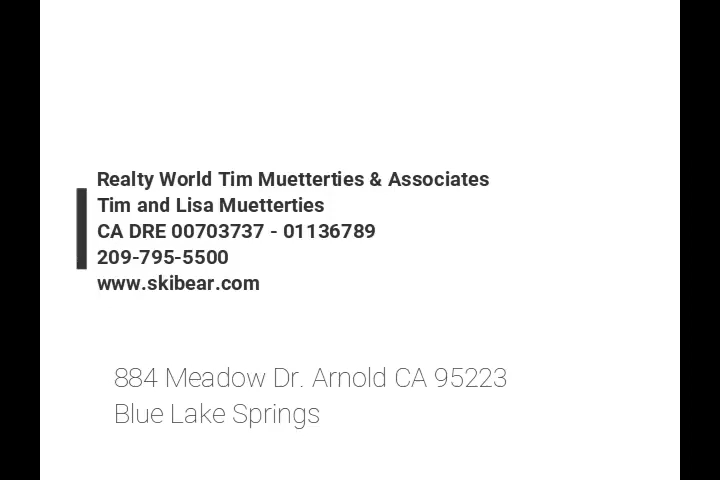 Realty World Tim Muetterties & Associates
Tim and Lisa Muetterties
CA DRE 00703737 - 01136789
209-795-5500
www.skibear.com
884 Meadow Dr. Arnold CA 95223
Blue Lake Springs